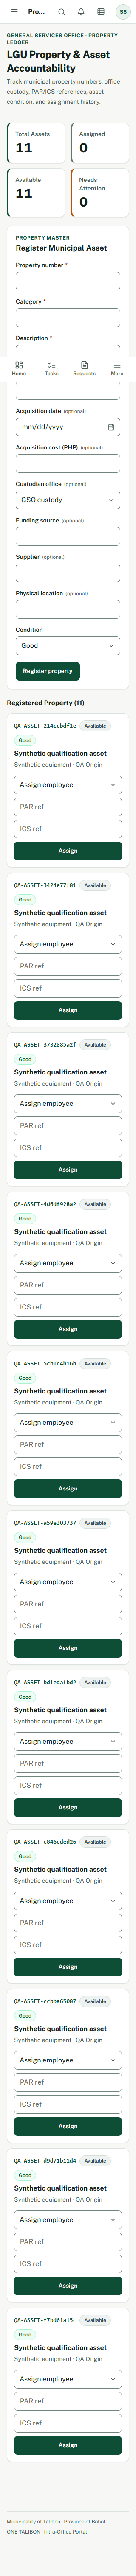 Pro...
SS
GENERAL SERVICES OFFICE · PROPERTY
LEDGER
LGU Property & Asset
Accountability
Track municipal property numbers, office
custody, PAR/ICS references, asset
condition, and assignment history.
Total Assets
11
Assigned
0
Available
11
Needs
Attention
0
PROPERTY MASTER
Register Municipal Asset
Property number *
Category *
Description *
Home
Tasks
Requests
More
Acquisition date (optional)
mm/dd/yyyy
Acquisition cost (PHP) (optional)
Custodian office (optional)
GSO custody
Funding source (optional)
Supplier (optional)
Physical location (optional)
Condition
Good
Register property
Registered Property (11)
QA-ASSET-214ccbdf1e Available
Good
Synthetic qualification asset
Synthetic equipment · QA Origin
Assign employee
PAR ref
ICS ref
Assign
QA-ASSET-3424e77f81 Available
Good
Synthetic qualification asset
Synthetic equipment · QA Origin
Assign employee
PAR ref
ICS ref
Assign
QA-ASSET-3732885a2f Available
Good
Synthetic qualification asset
Synthetic equipment · QA Origin
Assign employee
PAR ref
ICS ref
Assign
QA-ASSET-4d6df928a2 Available
Good
Synthetic qualification asset
Synthetic equipment · QA Origin
Assign employee
PAR ref
ICS ref
Assign
QA-ASSET-5cb1c4b16b Available
Good
Synthetic qualification asset
Synthetic equipment · QA Origin
Assign employee
PAR ref
ICS ref
Assign
QA-ASSET-a59e303737 Available
Good
Synthetic qualification asset
Synthetic equipment · QA Origin
Assign employee
PAR ref
ICS ref
Assign
QA-ASSET-bdfedafbd2 Available
Good
Synthetic qualification asset
Synthetic equipment · QA Origin
Assign employee
PAR ref
ICS ref
Assign
QA-ASSET-c846cded26 Available
Good
Synthetic qualification asset
Synthetic equipment · QA Origin
Assign employee
PAR ref
ICS ref
Assign
QA-ASSET-ccbba65087 Available
Good
Synthetic qualification asset
Synthetic equipment · QA Origin
Assign employee
PAR ref
ICS ref
Assign
QA-ASSET-d9d71b11d4 Available
Good
Synthetic qualification asset
Synthetic equipment · QA Origin
Assign employee
PAR ref
ICS ref
Assign
QA-ASSET-f7bd61a15c Available
Good
Synthetic qualification asset
Synthetic equipment · QA Origin
Assign employee
PAR ref
ICS ref
Assign
Municipality of Talibon · Province of Bohol
ONE TALIBON · Intra-Office Portal